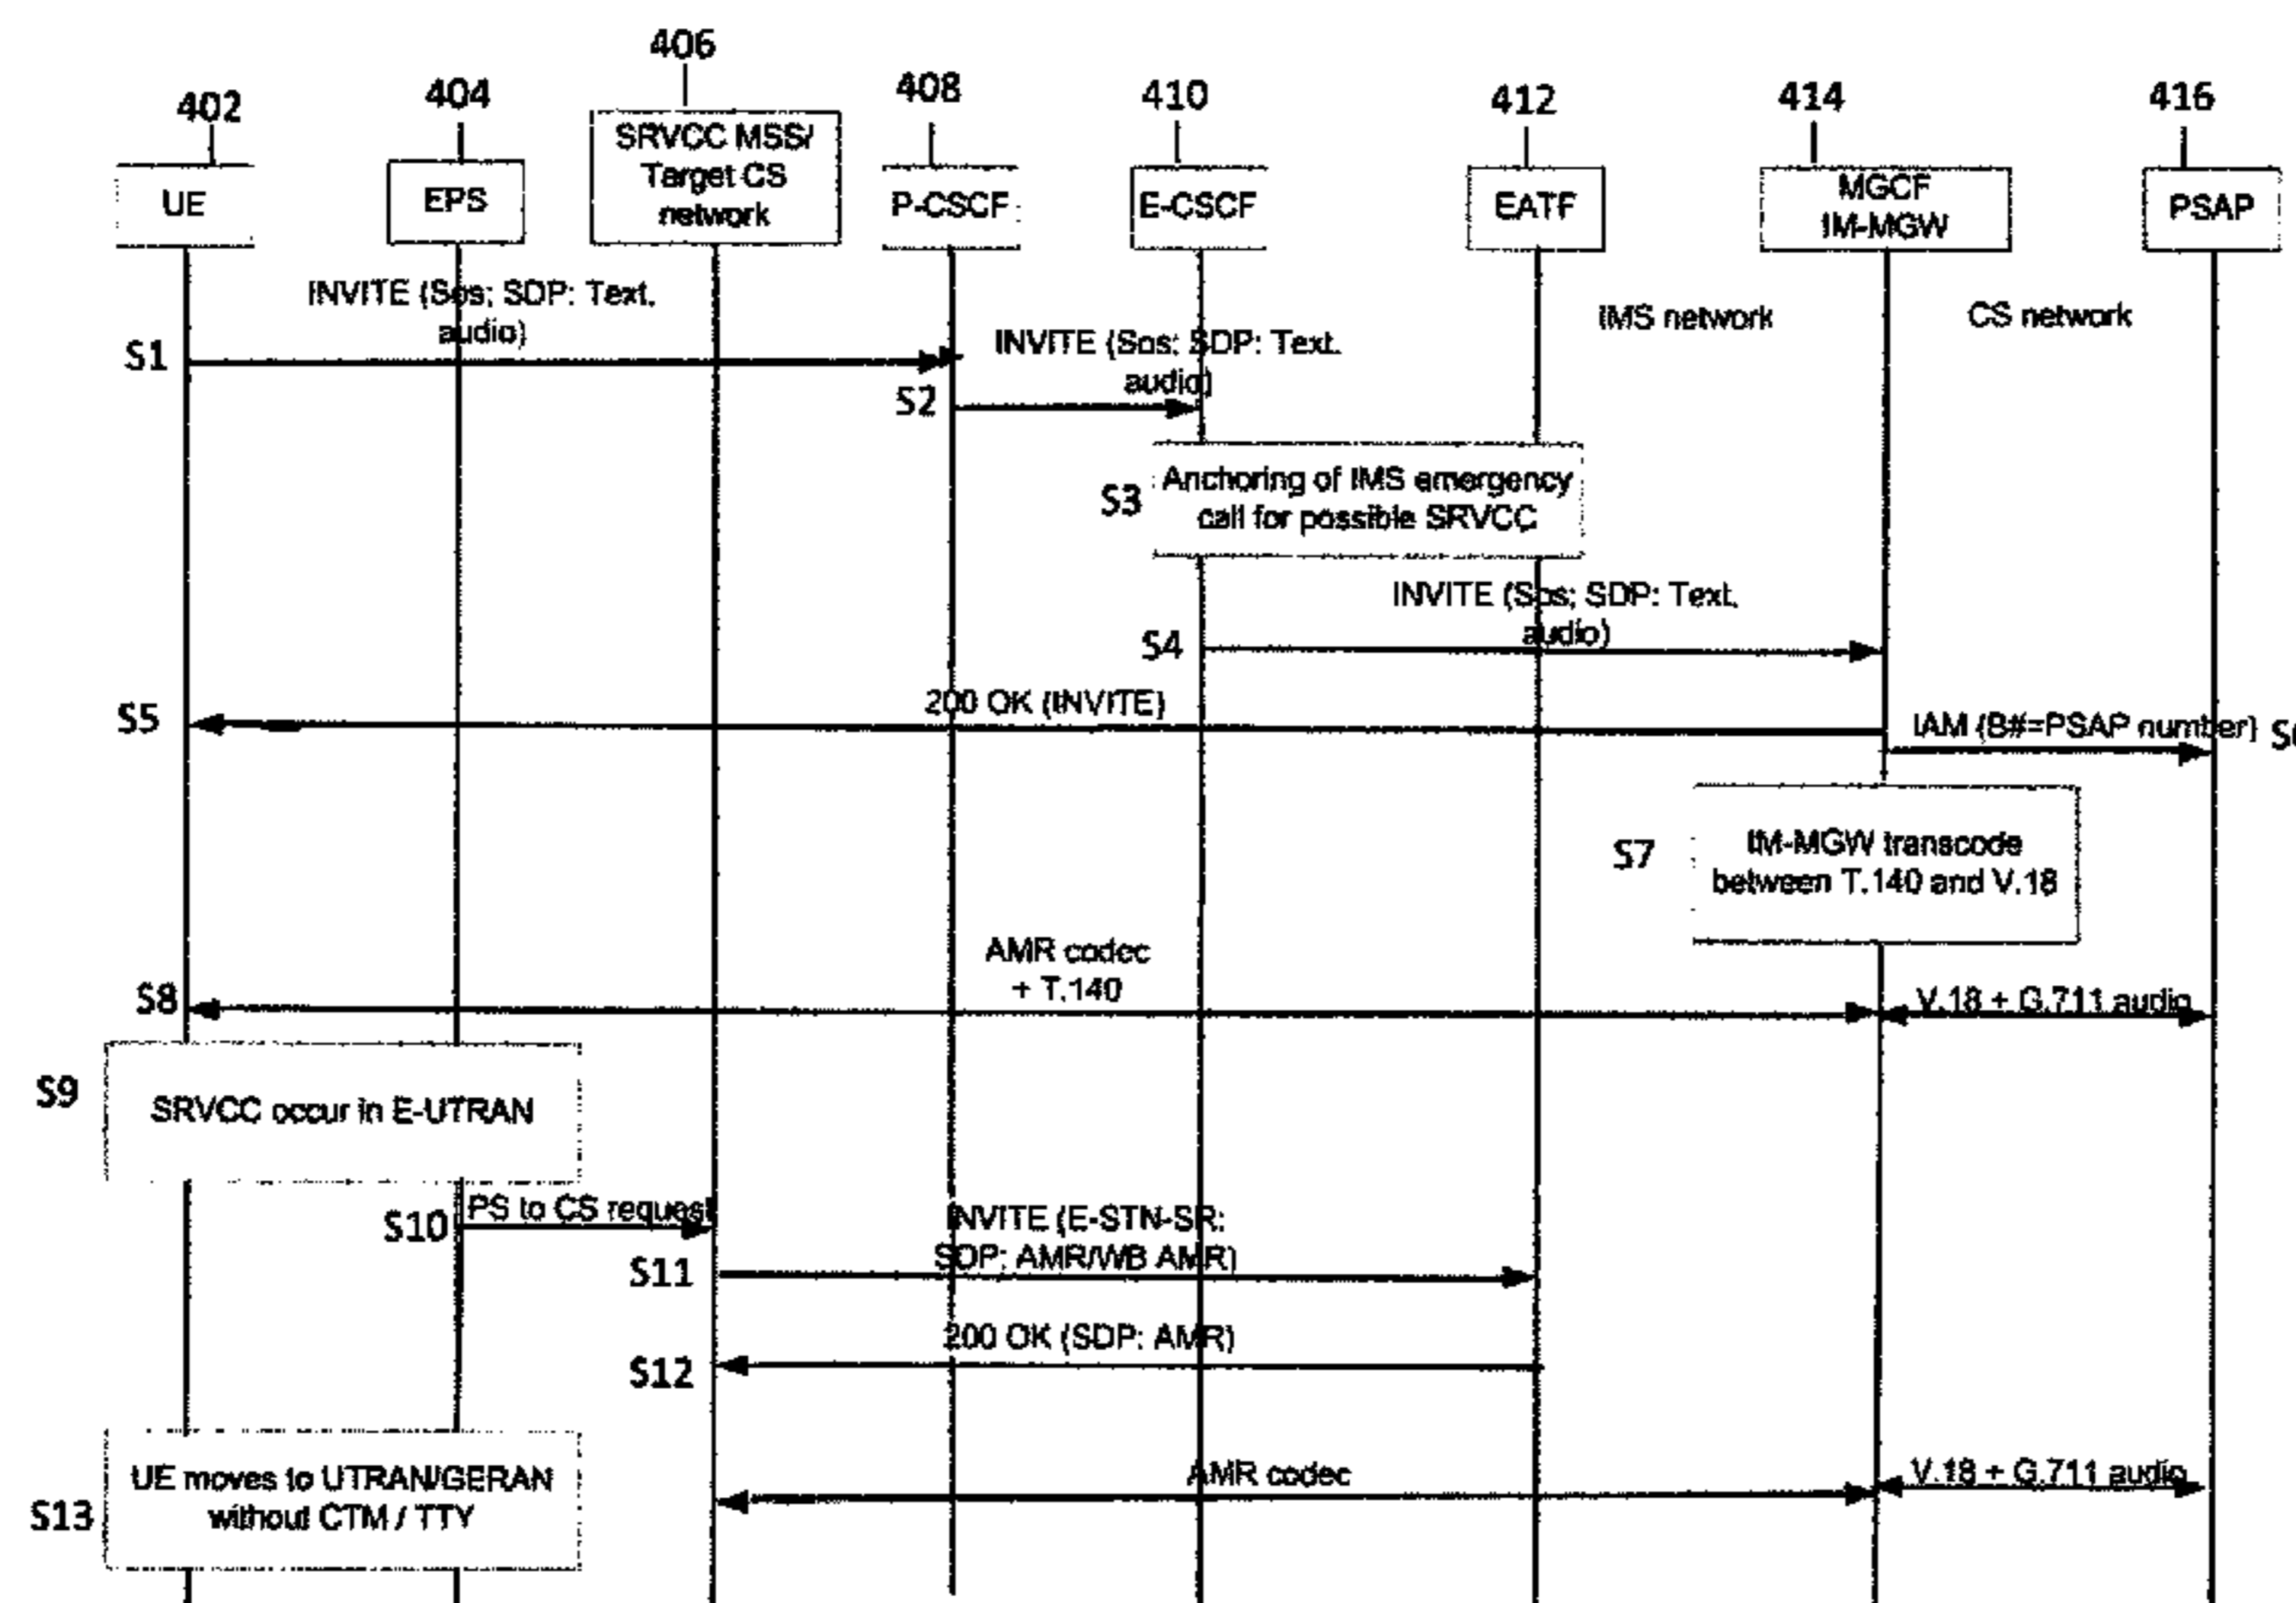 406
402
404
408
410
412
414
416
UE
EPS
SRVCC MSS/
Target CS
network
P-CSCF
E-CSCF
EATF
MGCF
IM-MGW
PSAP
INVITE (Sos; SDP: Text,
audio)
IMS network
CS network
S1
INVITE (Sos; SDP: Text.
audio)
S2
S3
Anchoring of IMS emergency
call for possible SRVCC
INVITE (Sos; SDP: Text,
audio)
S4
S5
200 OK (INVITE)
IAM (B#=PSAP number)
S7
IM-MGW transcode
between T.140 and V.18
AMR codec
+ T.140
S8
V.18 + G.711 audio
S9
SRVCC occur in E-UTRAN
S10
PS to CS request
INVITE (E-STN-SR:
SDP: AMR/WB AMR)
S11
200 OK (SDP: AMR)
S12
S13
UE moves to UTRAN/GERAN
without CTM / TTY
AMR codec
V.18 + G.711 audio